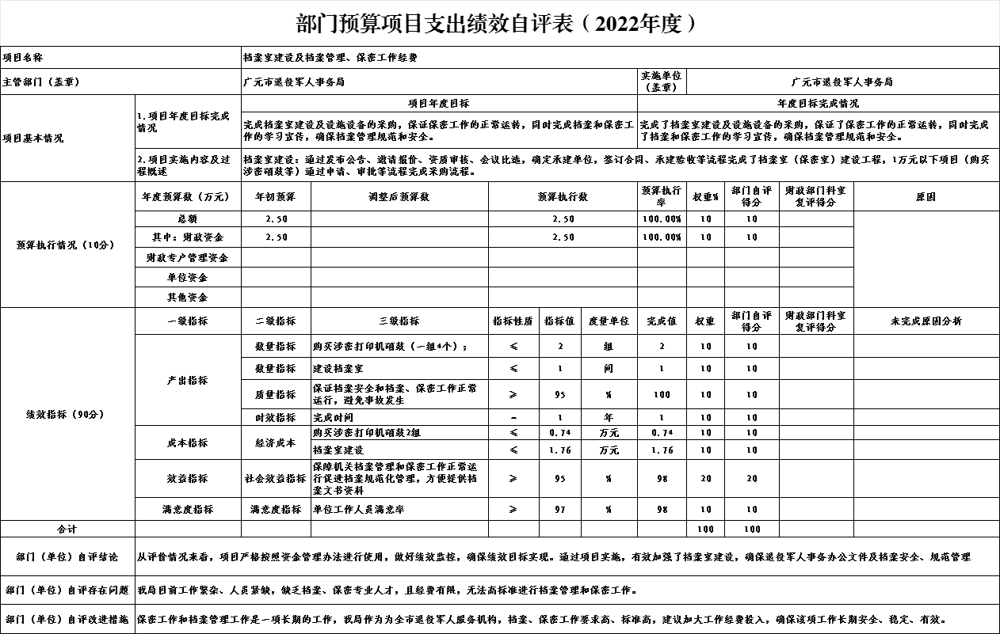 部门预算项目支出绩效自评表（2022年度）
项目名称 档案室建设及档案管理、保密工作经费
主管部门（盖章） 广元市退役军人事务局 实施单位（盖章） 广元市退役军人事务局
项目基本情况 1.项目年度目标完成情况 项目年度目标 年度目标完成情况
完成档案室建设及设施设备的采购，保证保密工作的正常运转，同时完成档案和保密工作的学习宣传，确保档案管理规范和安全。 完成了档案室建设及设施设备的采购，保证了保密工作的正常运转，同时完成了档案和保密工作的学习宣传，确保档案管理规范和安全。
2.项目实施内容及过程概述 档案室建设：通过发布公告、邀请报价、资质审核、会议比选，确定承建单位，签订合同、承建验收等流程完成了档案室（保密室）建设工程，1万元以下项目（购买涉密硒鼓等）通过申请、审批等流程完成采购流程。
预算执行情况（10分） 年度预算数（万元） 年初预算 调整后预算数 预算执行数 预算执行率 权重% 部门自评得分 财政部门科室复评得分 原因
总额 2.50 2.50 100.00% 10 10
其中：财政资金 2.50 2.50 100.00% 10 10
财政专户管理资金
单位资金
其他资金
绩效指标（90分） 一级指标 二级指标 三级指标 指标性质 指标值 度量单位 完成值 权重 部门自评得分 财政部门科室复评得分 未完成原因分析
产出指标 数量指标 购买涉密打印机硒鼓（一组4个）； ≤ 2 组 2 10 10
数量指标 建设档案室 ≤ 1 间 1 10 10
质量指标 保证档案安全和档案、保密工作正常运行，避免事故发生 ≥ 95 % 100 10 10
时效指标 完成时间 － 1 年 1 10 10
成本指标 经济成本 购买涉密打印机硒鼓2组 ≤ 0.74 万元 0.74 10 10
档案室建设 ≤ 1.76 万元 1.76 10 10
效益指标 社会效益指标 保障机关档案管理和保密工作正常运行促进档案规范化管理，方便提供档案文书资料 ≥ 95 % 98 20 20
满意度指标 满意度指标 单位工作人员满意率 ≥ 97 % 98 10 10
合计 100 100
部门（单位）自评结论 从评价情况来看，项目严格按照资金管理办法进行使用，做好绩效监控，确保绩效目标实现。通过项目实施，有效加强了档案室建设，确保退役军人事务办公文件及档案安全、规范管理
部门（单位）自评存在问题 我局目前工作繁杂、人员紧缺，缺乏档案、保密专业人才，且经费有限，无法高标准进行档案管理和保密工作。
部门（单位）自评改进措施 保密工作和档案管理工作是一项长期的工作，我局作为为全市退役军人服务机构，档案、保密工作要求高、标准高，建议加大工作经费投入，确保该项工作长期安全、稳定、有效。